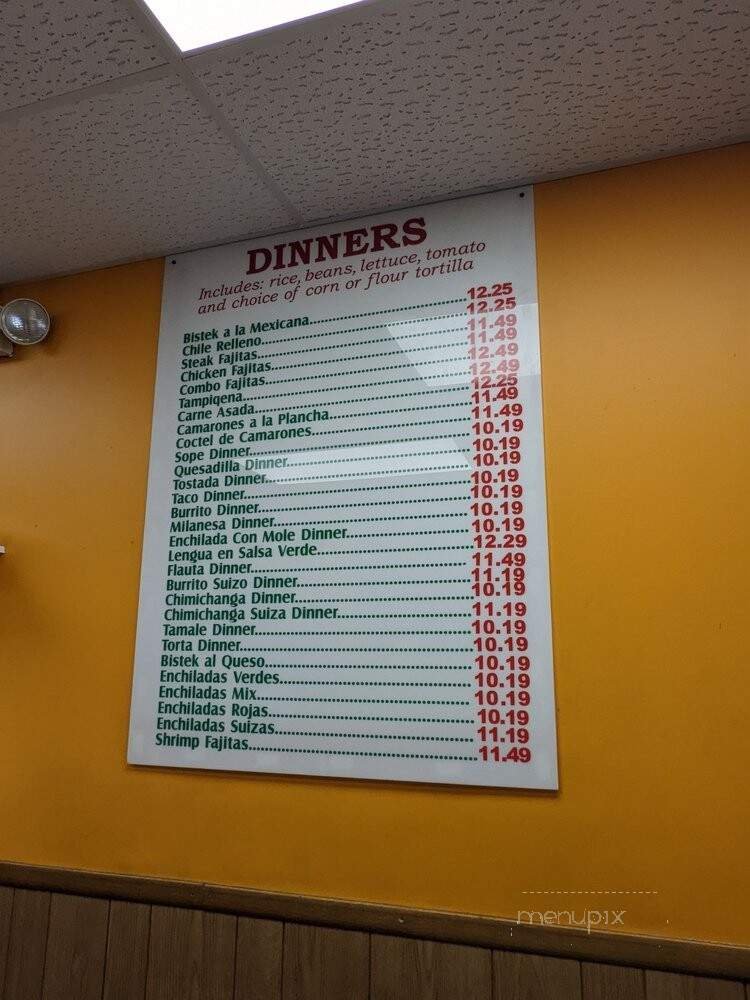 DINNERS
Includes: rice, beans, lettuce, tomato
and choice of corn or flour tortilla
Bistek a la Mexicana 12.25
Chile Relleno 12.25
Steak Fajitas 11.49
Chicken Fajitas 11.49
Combo Fajitas 12.49
Tampiqena 12.49
Carne Asada 12.25
Camarones a la Plancha 11.49
Coctel de Camarones 11.49
Sope Dinner 10.19
Quesadilla Dinner 10.19
Tostada Dinner 10.19
Taco Dinner 10.19
Burrito Dinner 10.19
Milanesa Dinner 10.19
Enchilada Con Mole Dinner 10.19
Lengua en Salsa Verde 12.29
Flauta Dinner 11.49
Burrito Suizo Dinner 11.19
Chimichanga Dinner 10.19
Chimichanga Suiza Dinner 11.19
Tamale Dinner 10.19
Torta Dinner 10.19
Bistek al Queso 10.19
Enchiladas Verdes 10.19
Enchiladas Mix 10.19
Enchiladas Rojas 10.19
Enchiladas Suizas 11.19
Shrimp Fajitas 11.49
menupix